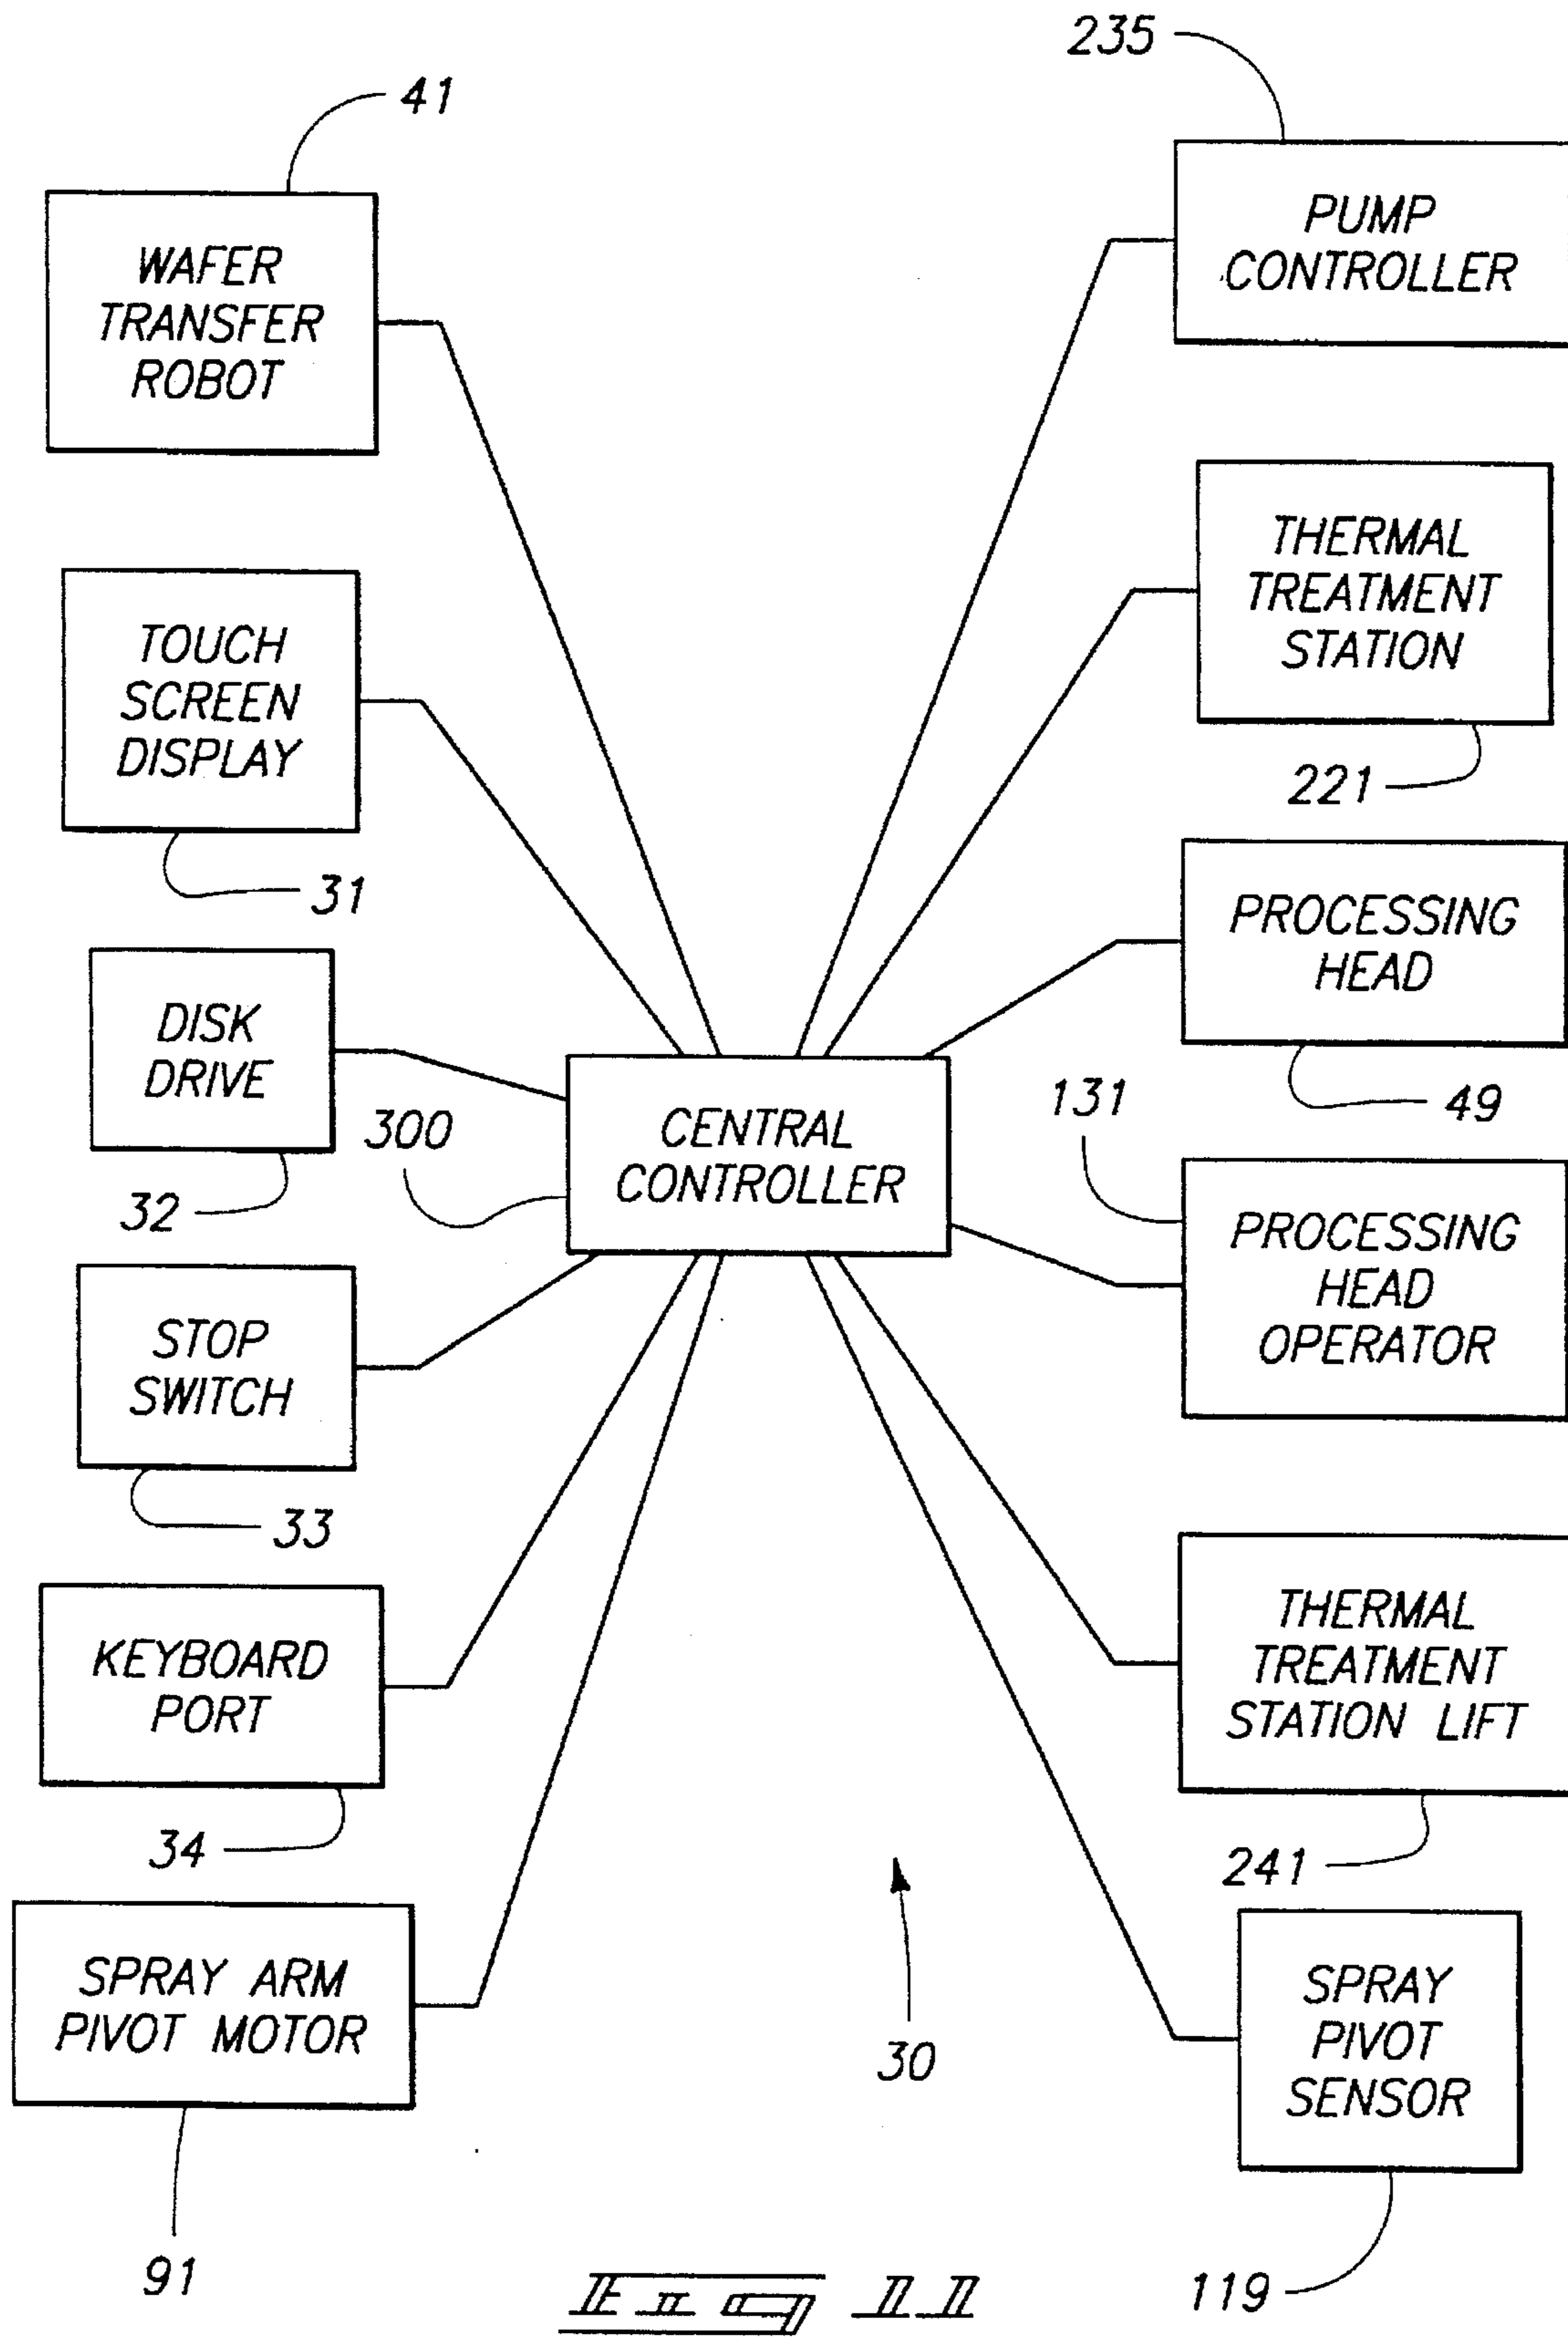 235
41
PUMP
CONTROLLER
WAFER
TRANSFER
ROBOT
THERMAL
TREATMENT
STATION
221
TOUCH
SCREEN
DISPLAY
31
PROCESSING
HEAD
49
DISK
DRIVE
32
300
CENTRAL
CONTROLLER
131
PROCESSING
HEAD
OPERATOR
STOP
SWITCH
33
KEYBOARD
PORT
34
THERMAL
TREATMENT
STATION LIFT
241
SPRAY ARM
PIVOT MOTOR
91
30
SPRAY
PIVOT
SENSOR
119
Fig 11